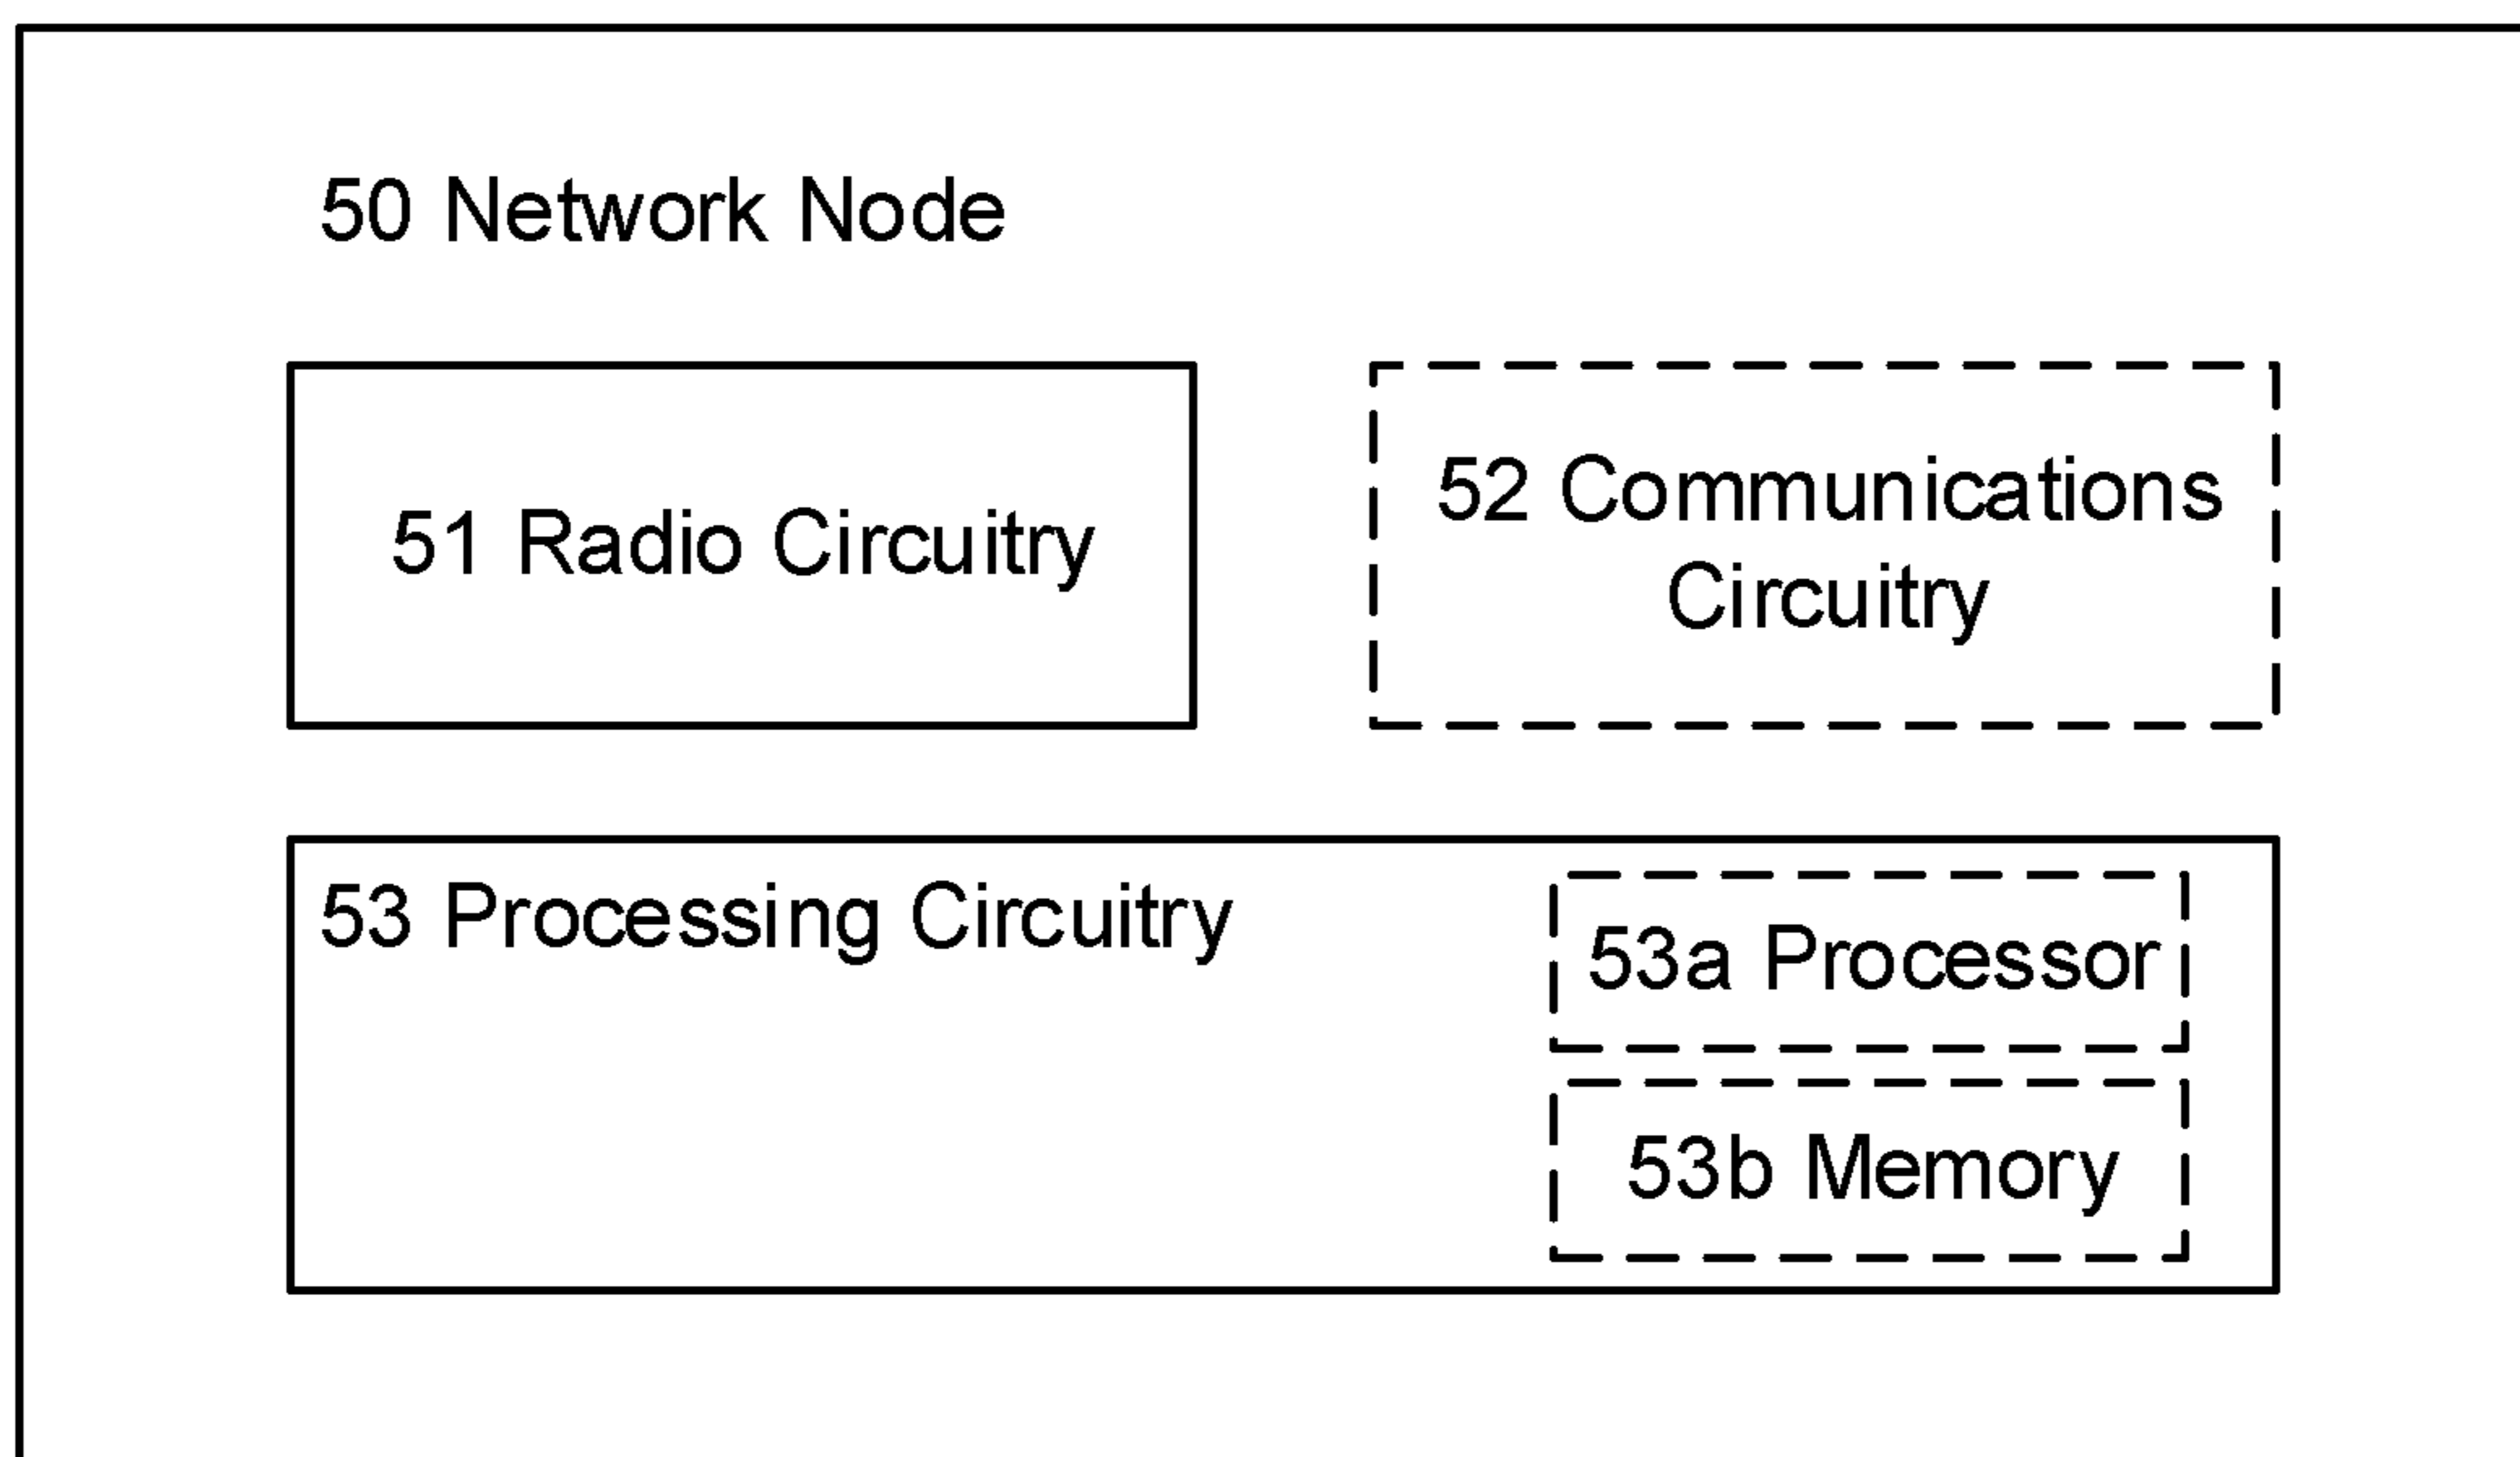 50 Network Node
51 Radio Circuitry
52 Communications
Circuitry
53 Processing Circuitry
53a Processor
53b Memory